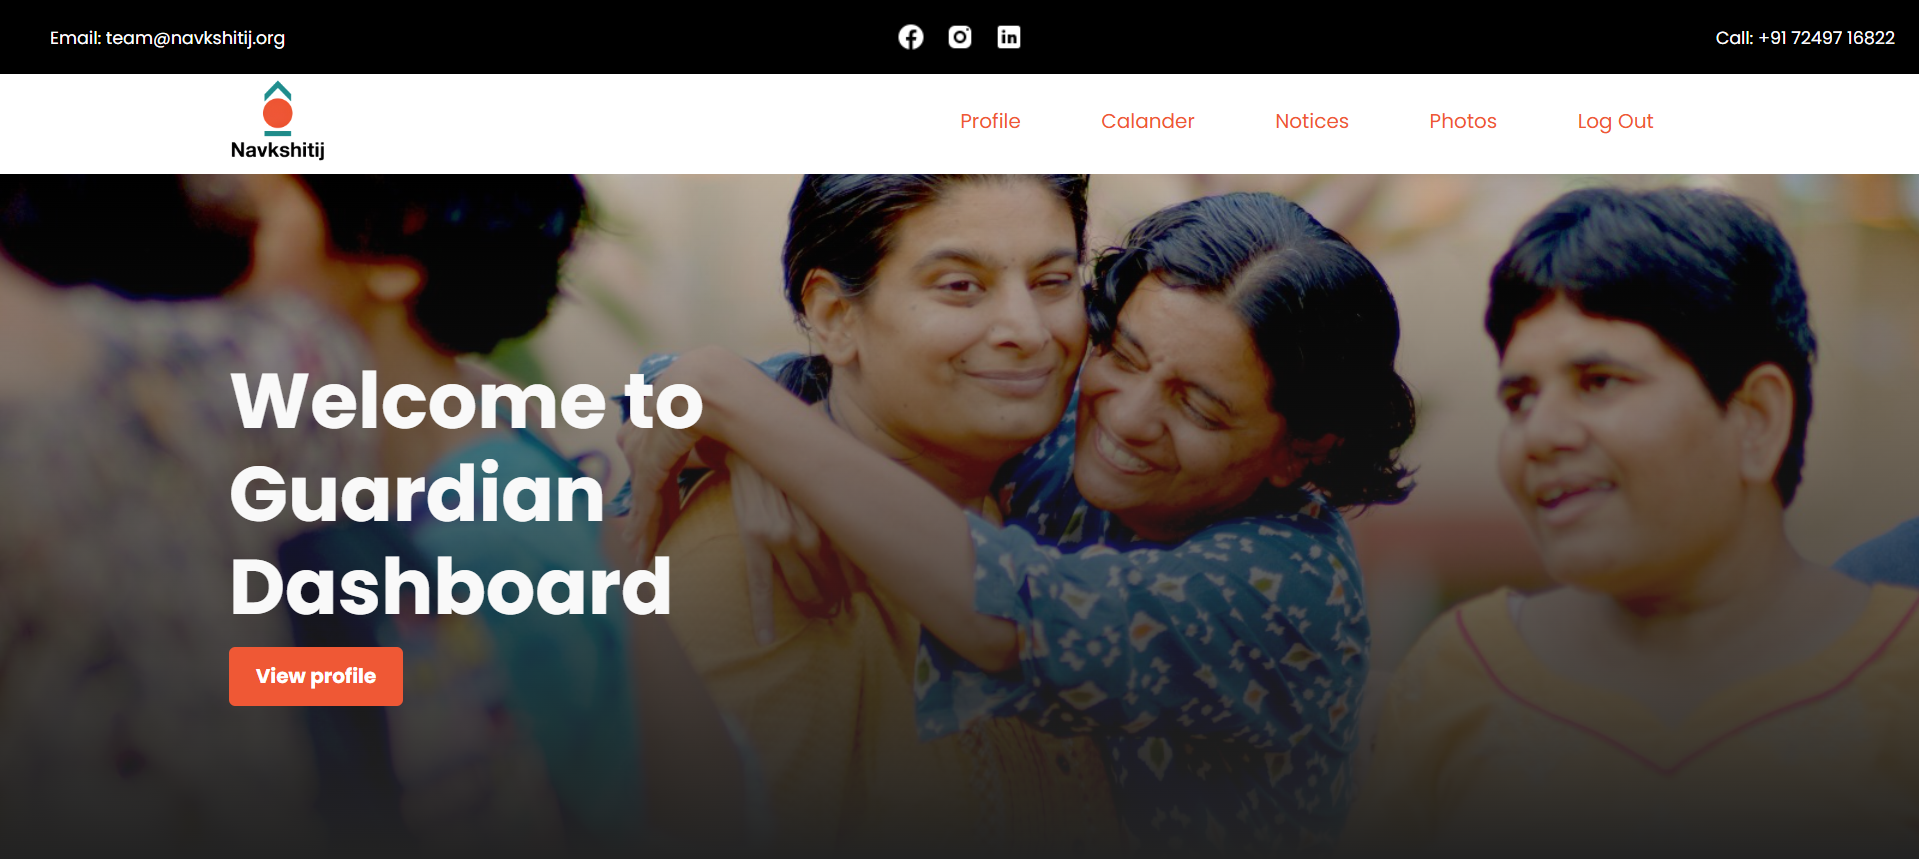 Email: team@navkshitij.org
Call: +91 72497 16822
Navkshitij
Profile
Calander
Notices
Photos
Log Out
Welcome to
Guardian
Dashboard
View profile